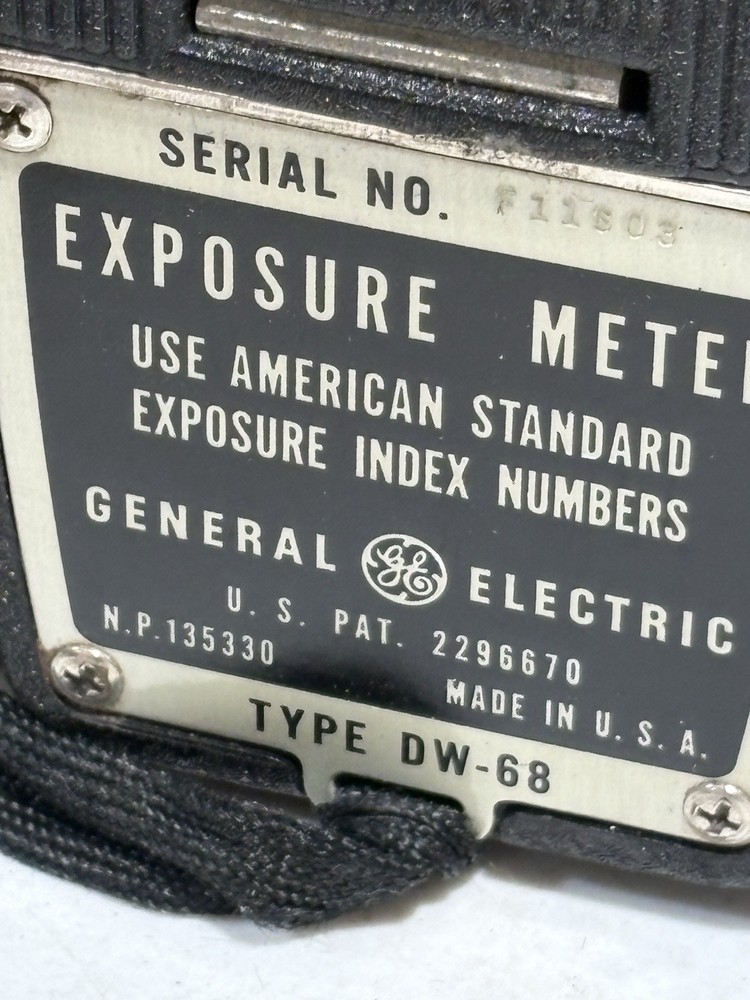 SERIAL NO.
EXPOSURE METE
USE AMERICAN STANDARD
EXPOSURE INDEX NUMBERS
GENERAL GE ELECTRIC
U. S. PAT. 2296670
N.P.135330
MADE IN U. S. A.
TYPE DW-68